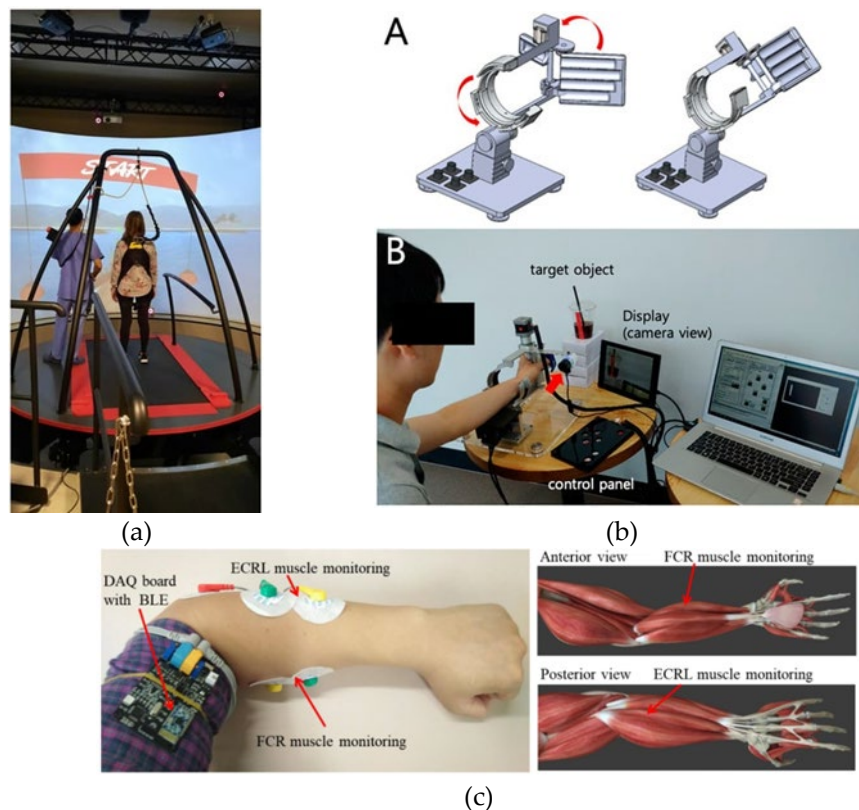 START
A
B
target object
Display
(camera view)
control panel
(a)
(b)
ECRL muscle monitoring
DAQ board
with BLE
FCR muscle monitoring
Anterior view
FCR muscle monitoring
Posterior view
ECRL muscle monitoring
(c)